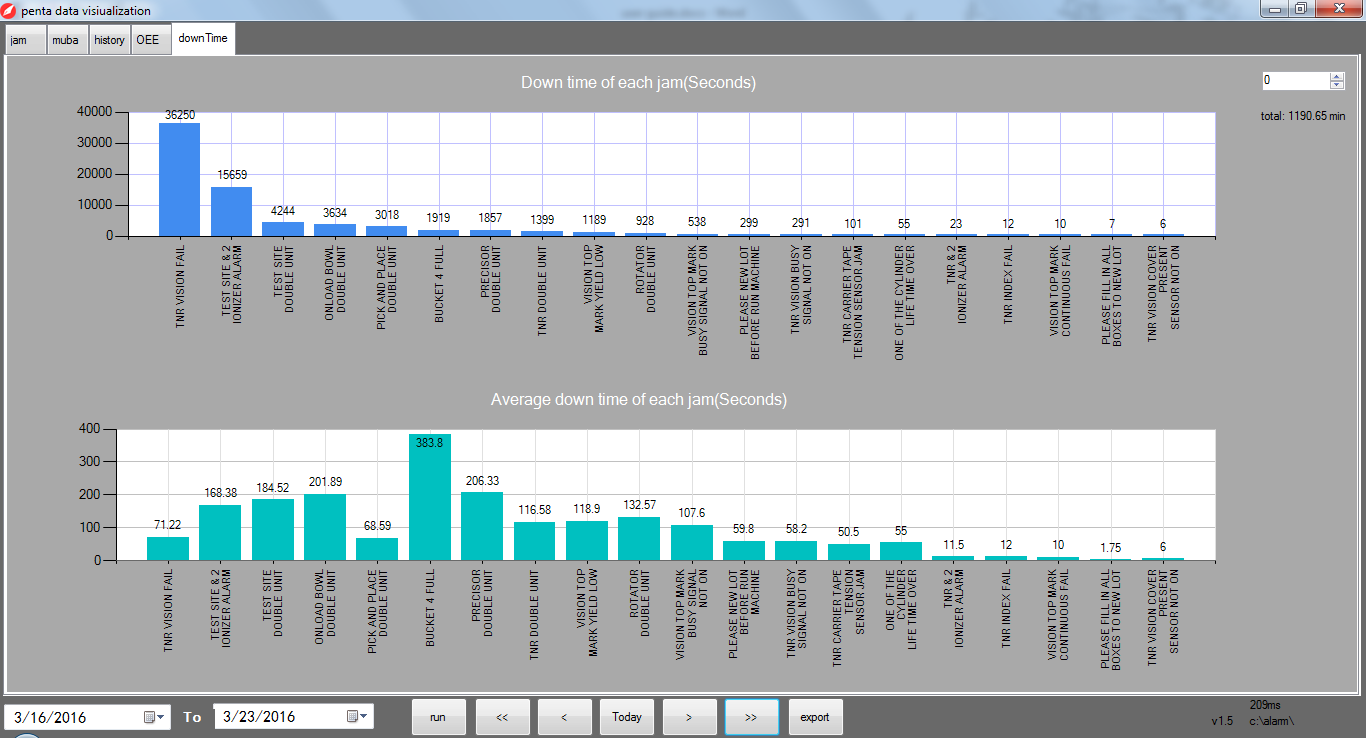 penta data visiualization
jam muba history OEE downTime
Down time of each jam(Seconds)
0
total: 1190.65 min
40000
30000
20000
10000
0
36250 15659 4244 3634 3018 1919 1857 1399 1189 928 538 299 291 101 55 23 12 10 7 6
TNR VISION FAIL
TEST SITE & 2
IONIZER ALARM
TEST SITE
DOUBLE UNIT
ONLOAD BOWL
DOUBLE UNIT
PICK AND PLACE
DOUBLE UNIT
BUCKET 4 FULL
PRECISOR
DOUBLE UNIT
TNR DOUBLE UNIT
VISION TOP
MARK YIELD LOW
ROTATOR
DOUBLE UNIT
VISION TOP MARK
BUSY SIGNAL NOT ON
PLEASE NEW LOT
BEFORE RUN MACHINE
TNR VISION BUSY
SIGNAL NOT ON
TNR CARRIER TAPE
TENSION SENSOR JAM
ONE OF THE CYLINDER
LIFE TIME OVER
TNR & 2
IONIZER ALARM
TNR INDEX FAIL
VISION TOP MARK
CONTINUOUS FAIL
PLEASE FILL IN ALL
BOXES TO NEW LOT
TNR VISION COVER
PRESENT
SENSOR NOT ON
Average down time of each jam(Seconds)
400
300
200
100
0
71.22 168.38 184.52 201.89 68.59 383.8 206.33 116.58 118.9 132.57 107.6 59.8 58.2 50.5 55 11.5 12 10 1.75 6
TNR VISION FAIL
TEST SITE & 2
IONIZER ALARM
TEST SITE
DOUBLE UNIT
ONLOAD BOWL
DOUBLE UNIT
PICK AND PLACE
DOUBLE UNIT
BUCKET 4 FULL
PRECISOR
DOUBLE UNIT
TNR DOUBLE UNIT
VISION TOP
MARK YIELD LOW
ROTATOR
DOUBLE UNIT
VISION TOP MARK
BUSY SIGNAL
NOT ON
PLEASE NEW LOT
BEFORE RUN
MACHINE
TNR VISION BUSY
SIGNAL NOT ON
TNR CARRIER TAPE
TENSION
SENSOR JAM
ONE OF THE
CYLINDER
LIFE TIME OVER
TNR & 2
IONIZER ALARM
TNR INDEX FAIL
VISION TOP MARK
CONTINUOUS FAIL
PLEASE FILL IN ALL
BOXES TO NEW LOT
TNR VISION COVER
PRESENT
SENSOR NOT ON
3/16/2016 To 3/23/2016 run << < Today > >> export
209ms
v1.5 c:\alarm\